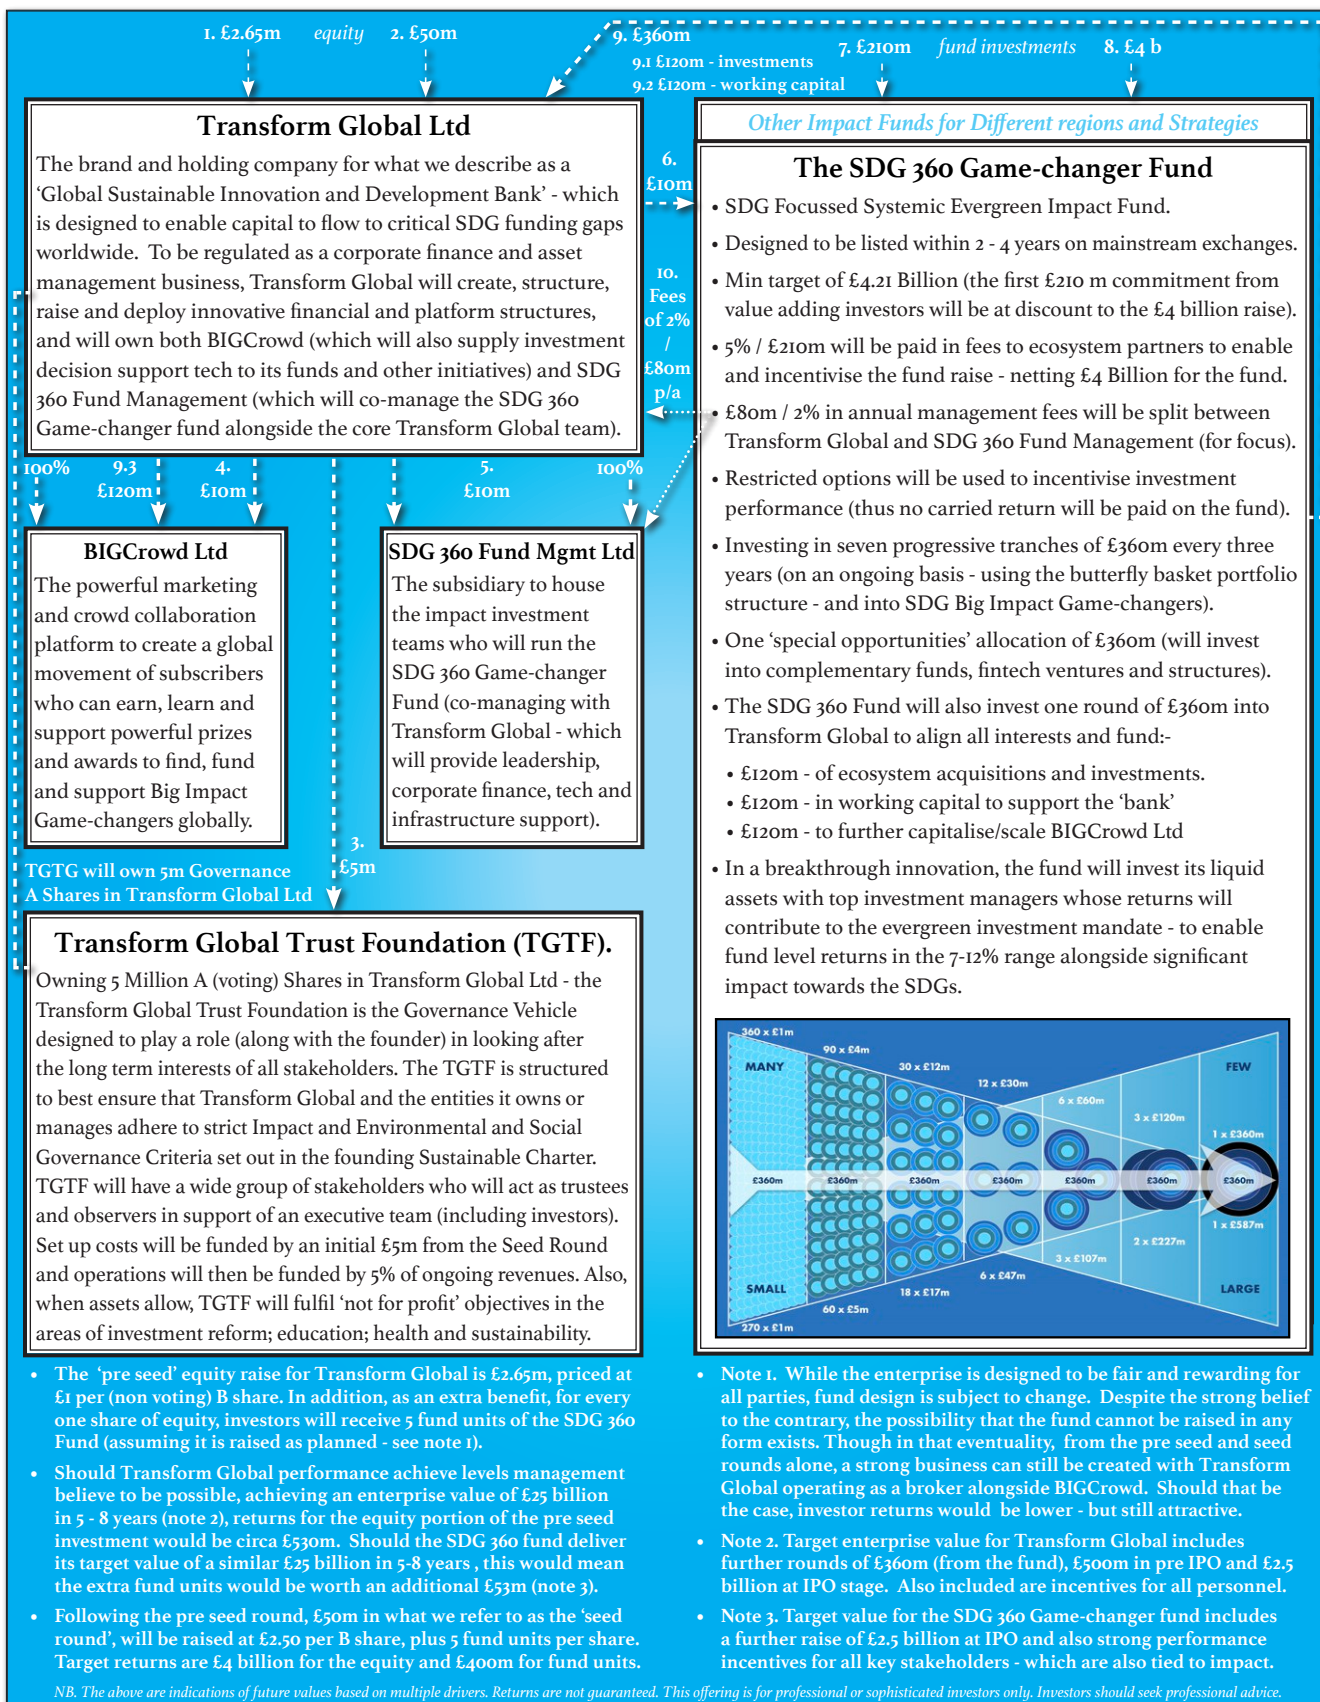 1. £2.65m equity 2. £50m
9. £360m
9.1 £120m - investments
9.2 £120m - working capital
7. £210m fund investments 8. £4 b
Transform Global Ltd
The brand and holding company for what we describe as a
‘Global Sustainable Innovation and Development Bank’ - which
is designed to enable capital to flow to critical SDG funding gaps
worldwide. To be regulated as a corporate finance and asset
management business, Transform Global will create, structure,
raise and deploy innovative financial and platform structures,
and will own both BIGCrowd (which will also supply investment
decision support tech to its funds and other initiatives) and SDG
360 Fund Management (which will co-manage the SDG 360
Game-changer fund alongside the core Transform Global team).
6.
£10m
10.
Fees
of 2%
/
£80m
p/a
100%
9.3
£120m
4.
£10m
5.
£10m
100%
BIGCrowd Ltd
The powerful marketing
and crowd collaboration
platform to create a global
movement of subscribers
who can earn, learn and
support powerful prizes
and awards to find, fund
and support Big Impact
Game-changers globally.
SDG 360 Fund Mgmt Ltd
The subsidiary to house
the impact investment
teams who will run the
SDG 360 Game-changer
Fund (co-managing with
Transform Global - which
will provide leadership,
corporate finance, tech and
infrastructure support).
3.
£5m
TGTG will own 5m Governance
A Shares in Transform Global Ltd
Transform Global Trust Foundation (TGTF).
Owning 5 Million A (voting) Shares in Transform Global Ltd - the
Transform Global Trust Foundation is the Governance Vehicle
designed to play a role (along with the founder) in looking after
the long term interests of all stakeholders. The TGTF is structured
to best ensure that Transform Global and the entities it owns or
manages adhere to strict Impact and Environmental and Social
Governance Criteria set out in the founding Sustainable Charter.
TGTF will have a wide group of stakeholders who will act as trustees
and observers in support of an executive team (including investors).
Set up costs will be funded by an initial £5m from the Seed Round
and operations will then be funded by 5% of ongoing revenues. Also,
when assets allow, TGTF will fulfil ‘not for profit’ objectives in the
areas of investment reform; education; health and sustainability.
• The ‘pre seed’ equity raise for Transform Global is £2.65m, priced at
£1 per (non voting) B share. In addition, as an extra benefit, for every
one share of equity, investors will receive 5 fund units of the SDG 360
Fund (assuming it is raised as planned - see note 1).
• Should Transform Global performance achieve levels management
believe to be possible, achieving an enterprise value of £25 billion
in 5 - 8 years (note 2), returns for the equity portion of the pre seed
investment would be circa £530m. Should the SDG 360 fund deliver
its target value of a similar £25 billion in 5-8 years , this would mean
the extra fund units would be worth an additional £53m (note 3).
• Following the pre seed round, £50m in what we refer to as the ‘seed
round’, will be raised at £2.50 per B share, plus 5 fund units per share.
Target returns are £4 billion for the equity and £400m for fund units.
Other Impact Funds for Different regions and Strategies
The SDG 360 Game-changer Fund
• SDG Focussed Systemic Evergreen Impact Fund.
• Designed to be listed within 2 - 4 years on mainstream exchanges.
• Min target of £4.21 Billion (the first £210 m commitment from
value adding investors will be at discount to the £4 billion raise).
• 5% / £210m will be paid in fees to ecosystem partners to enable
and incentivise the fund raise - netting £4 Billion for the fund.
• £80m / 2% in annual management fees will be split between
Transform Global and SDG 360 Fund Management (for focus).
• Restricted options will be used to incentivise investment
performance (thus no carried return will be paid on the fund).
• Investing in seven progressive tranches of £360m every three
years (on an ongoing basis - using the butterfly basket portfolio
structure - and into SDG Big Impact Game-changers).
• One ‘special opportunities’ allocation of £360m (will invest
into complementary funds, fintech ventures and structures).
• The SDG 360 Fund will also invest one round of £360m into
Transform Global to align all interests and fund:-
• £120m - of ecosystem acquisitions and investments.
• £120m - in working capital to support the ‘bank’
• £120m - to further capitalise/scale BIGCrowd Ltd
• In a breakthrough innovation, the fund will invest its liquid
assets with top investment managers whose returns will
contribute to the evergreen investment mandate - to enable
fund level returns in the 7-12% range alongside significant
impact towards the SDGs.
360 x £1m
90 x £4m
30 x £12m
12 x £30m
6 x £60m
3 x £120m
1 x £360m
MANY
FEW
£360m £360m £360m £360m £360m £360m £360m
SMALL
LARGE
270 x £1m
60 x £5m
18 x £17m
6 x £47m
3 x £107m
2 x £227m
1 x £587m
• Note 1. While the enterprise is designed to be fair and rewarding for
all parties, fund design is subject to change. Despite the strong belief
to the contrary, the possibility that the fund cannot be raised in any
form exists. Though in that eventuality, from the pre seed and seed
rounds alone, a strong business can still be created with Transform
Global operating as a broker alongside BIGCrowd. Should that be
the case, investor returns would be lower - but still attractive.
• Note 2. Target enterprise value for Transform Global includes
further rounds of £360m (from the fund), £500m in pre IPO and £2.5
billion at IPO stage. Also included are incentives for all personnel.
• Note 3. Target value for the SDG 360 Game-changer fund includes
a further raise of £2.5 billion at IPO and also strong performance
incentives for all key stakeholders - which are also tied to impact.
NB. The above are indications of future values based on multiple drivers. Returns are not guaranteed. This offering is for professional or sophisticated investors only. Investors should seek professional advice.